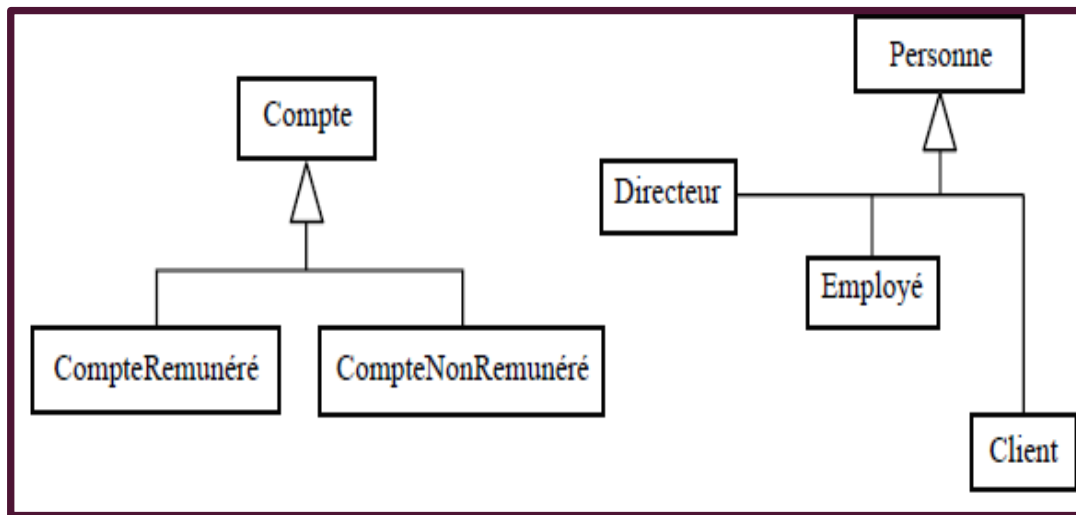 Personne
Compte
Directeur
Employé
CompteRemunéré
CompteNonRemunéré
Client